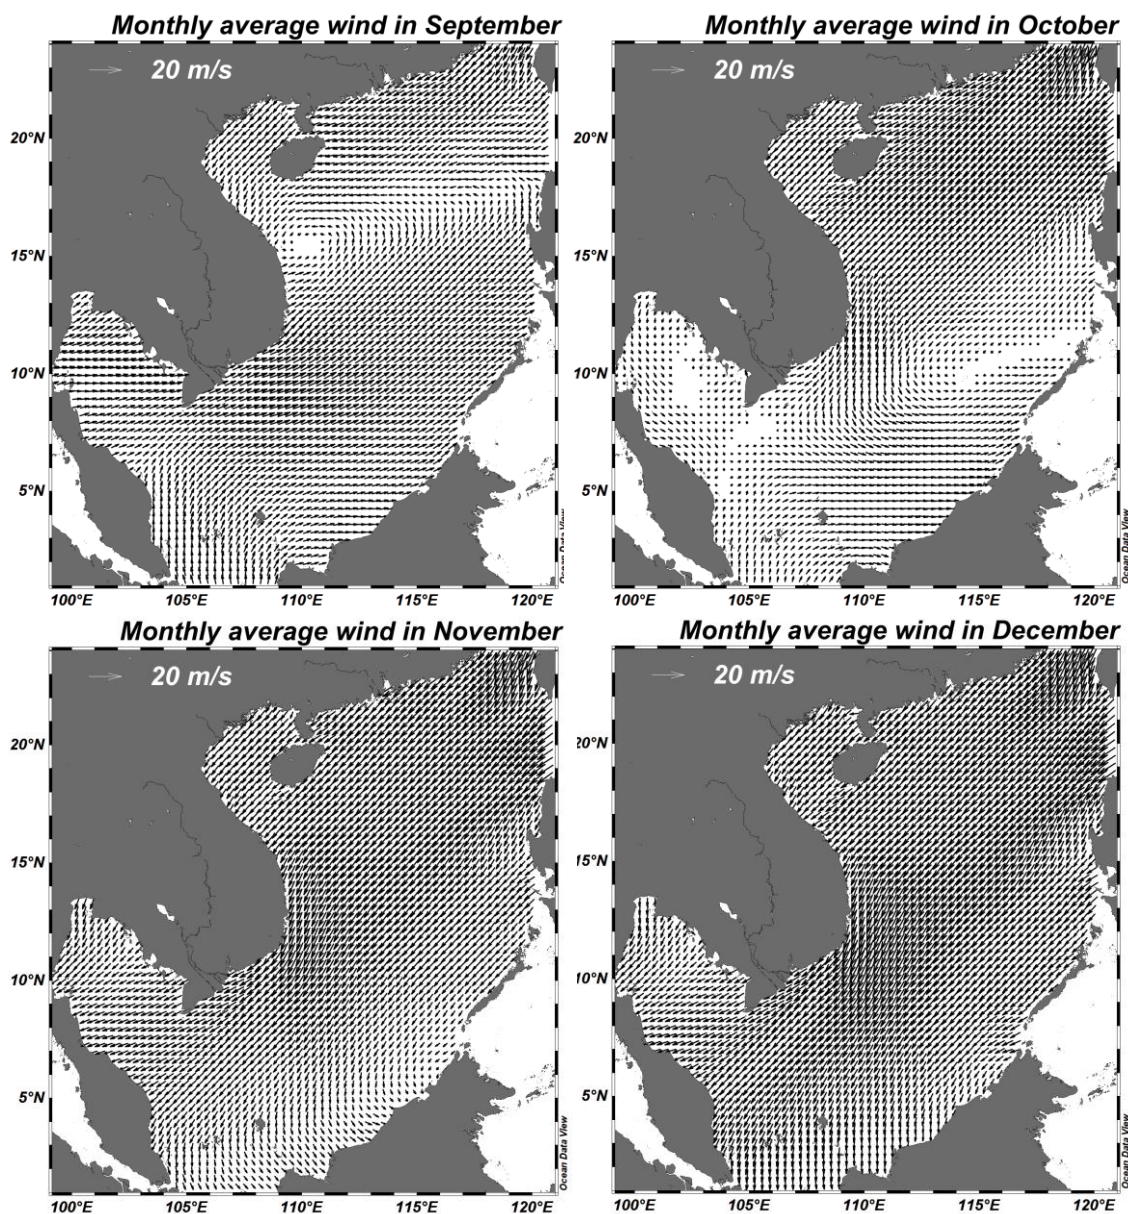 Monthly average wind in September
20 m/s
20°N
15°N
10°N
5°N
100°E 105°E 110°E 115°E 120°E
Ocean Data View
Monthly average wind in October
20 m/s
20°N
15°N
10°N
5°N
100°E 105°E 110°E 115°E 120°E
Ocean Data View
Monthly average wind in November
20 m/s
20°N
15°N
10°N
5°N
100°E 105°E 110°E 115°E 120°E
Ocean Data View
Monthly average wind in December
20 m/s
20°N
15°N
10°N
5°N
100°E 105°E 110°E 115°E 120°E
Ocean Data View